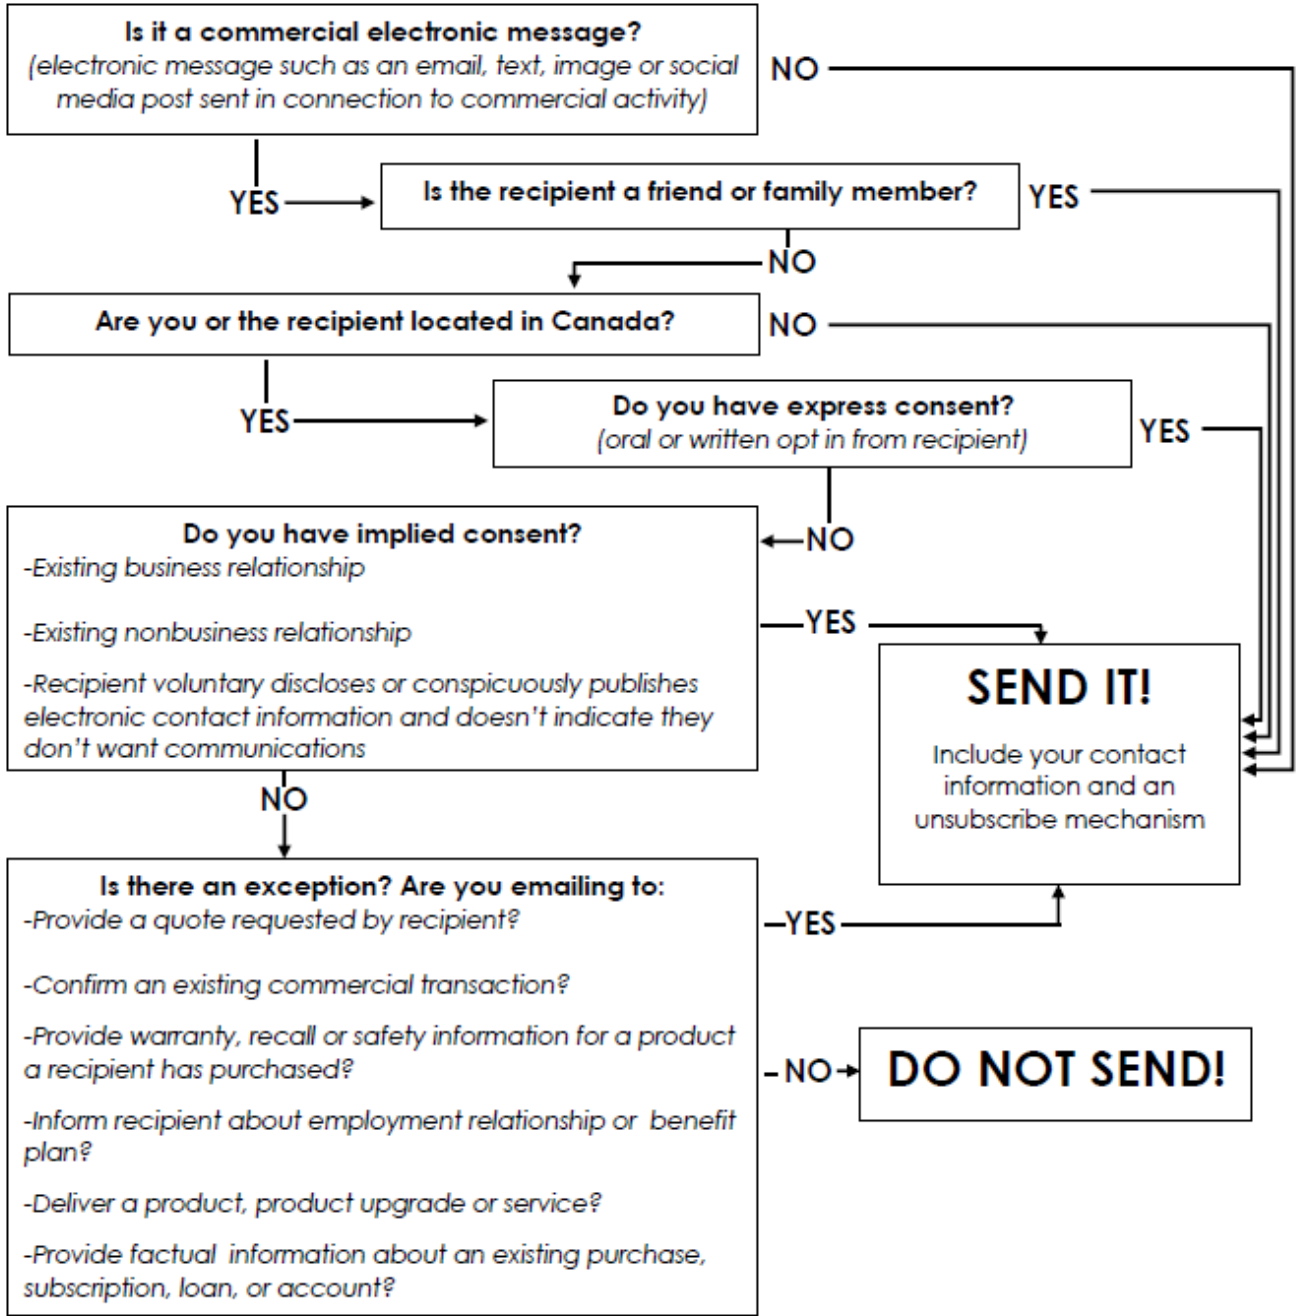 Is it a commercial electronic message?
(electronic message such as an email, text, image or social
media post sent in connection to commercial activity)
NO
YES
Is the recipient a friend or family member?
YES
NO
Are you or the recipient located in Canada?
NO
YES
Do you have express consent?
(oral or written opt in from recipient)
YES
NO
Do you have implied consent?
-Existing business relationship
-Existing nonbusiness relationship
-Recipient voluntary discloses or conspicuously publishes
electronic contact information and doesn't indicate they
don't want communications
YES
NO
SEND IT!
Include your contact
information and an
unsubscribe mechanism
Is there an exception? Are you emailing to:
-Provide a quote requested by recipient?
-Confirm an existing commercial transaction?
-Provide warranty, recall or safety information for a product
a recipient has purchased?
-Inform recipient about employment relationship or benefit
plan?
-Deliver a product, product upgrade or service?
-Provide factual information about an existing purchase,
subscription, loan, or account?
YES
NO
DO NOT SEND!